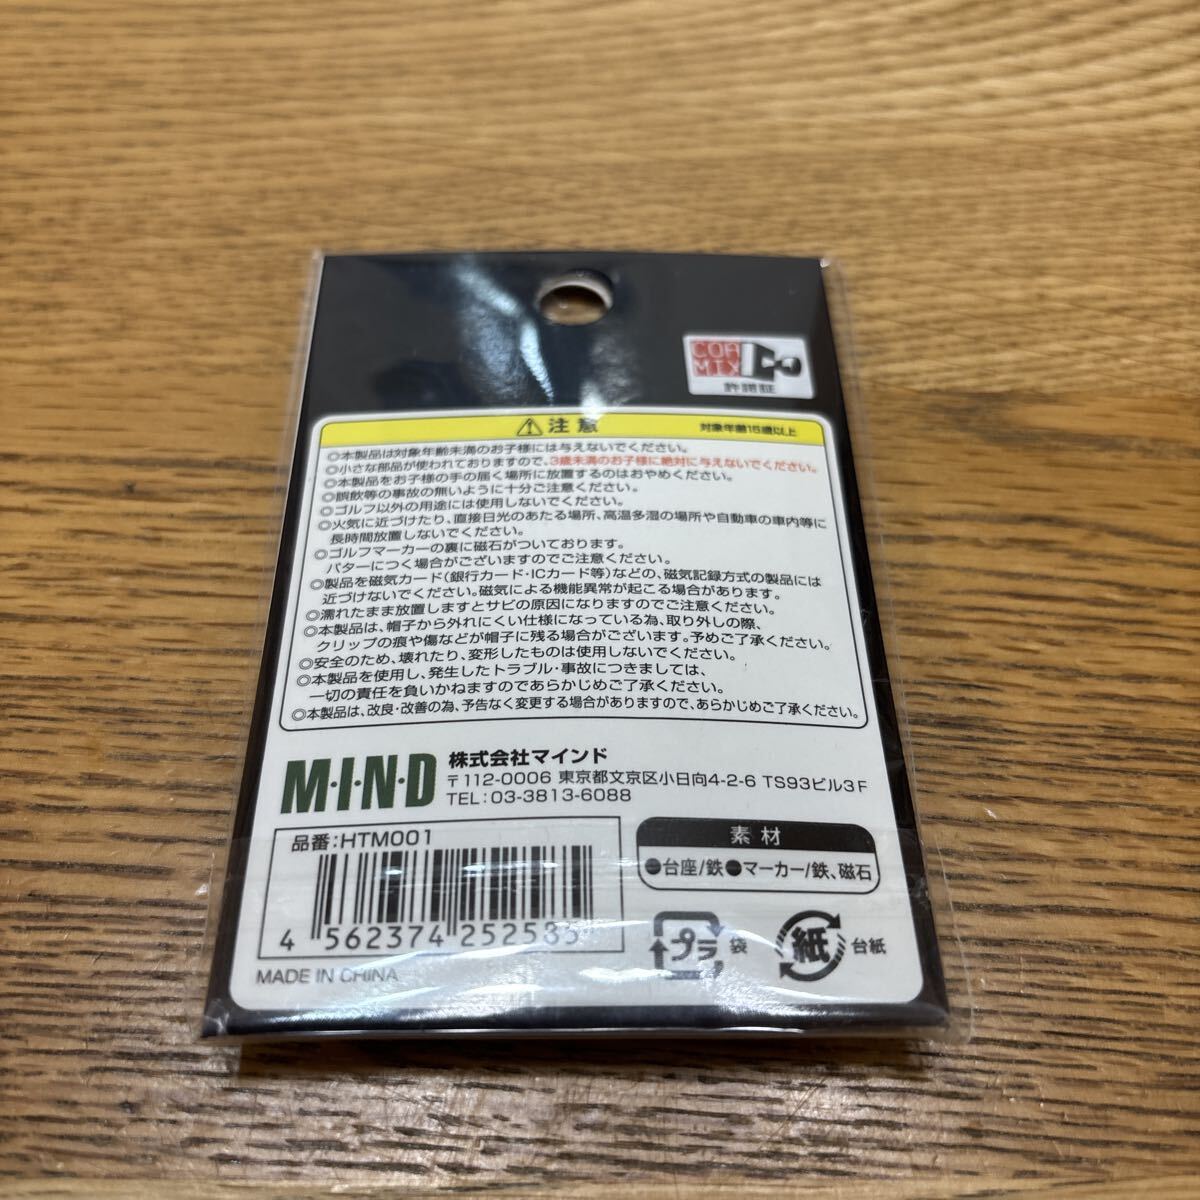 COA
MIX
許諾証
注意 対象年齢15歳以上
◎本製品は対象年齢未満のお子様には与えないでください。
◎小さな部品が使われておりますので、3歳未満のお子様に絶対に与えないでください。
◎本製品をお子様の手の届く場所に放置するのはおやめください。
◎誤飲等の事故の無いように十分ご注意ください。
◎ゴルフ以外の用途には使用しないでください。
◎火気に近づけたり、直接日光のあたる場所、高温多湿の場所や自動車の車内等に
長時間放置しないでください。
◎ゴルフマーカーの裏に磁石がついております。
パターにつく場合がございますのでご注意ください。
◎製品を磁気カード(銀行カード・ICカード等)などの、磁気記録方式の製品には
近づけないでください。磁気による機能異常が起こる場合があります。
◎濡れたまま放置しますとサビの原因になりますのでご注意ください。
◎本製品は、帽子から外れにくい仕様になっている為、取り外しの際、
クリップの痕や傷などが帽子に残る場合がございます。予めご了承ください。
◎安全のため、壊れたり、変形したものは使用しないでください。
◎本製品を使用し、発生したトラブル・事故につきましては、
一切の責任を負いかねますのであらかじめご了承ください。
◎本製品は、改良・改善の為、予告なく変更する場合がありますので、あらかじめご了承ください。
M・I・N・D 株式会社マインド
〒112-0006 東京都文京区小日向4-2-6 TS93ビル3F
TEL:03-3813-6088
品番:HTM001
4 562374 252583
MADE IN CHINA
素材
●台座/鉄●マーカー/鉄、磁石
プラ 袋
紙 台紙